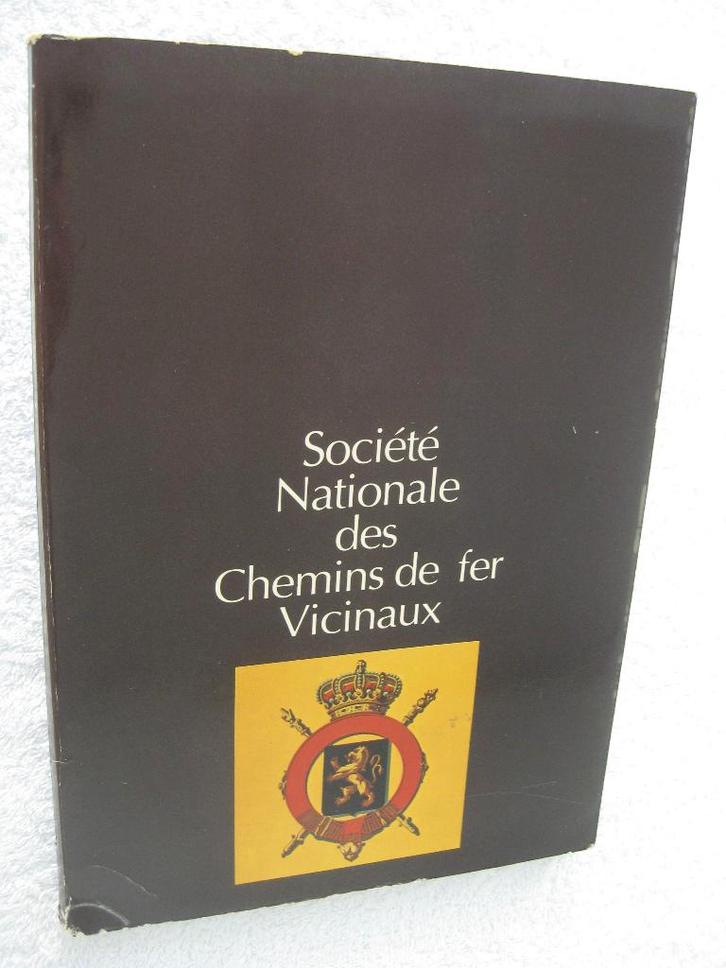 Société
Nationale
des
Chemins de fer
Vicinaux